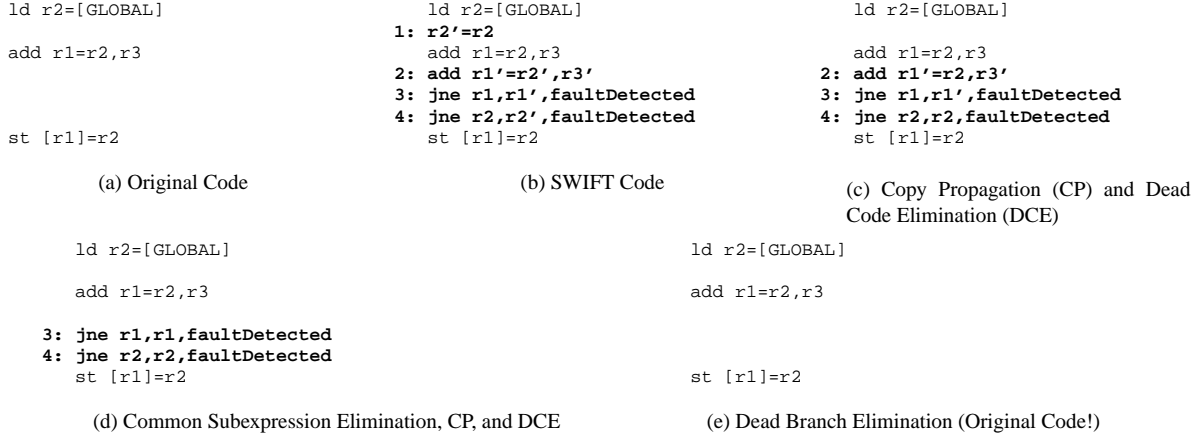 ld r2=[GLOBAL]
add r1=r2,r3
st [r1]=r2
(a) Original Code
ld r2=[GLOBAL]
1: r2’=r2
add r1=r2,r3
2: add r1’=r2’,r3’
3: jne r1,r1’,faultDetected
4: jne r2,r2’,faultDetected
st [r1]=r2
(b) SWIFT Code
ld r2=[GLOBAL]
add r1=r2,r3
2: add r1’=r2,r3’
3: jne r1,r1’,faultDetected
4: jne r2,r2,faultDetected
st [r1]=r2
(c) Copy Propagation (CP) and Dead
Code Elimination (DCE)
ld r2=[GLOBAL]
add r1=r2,r3
3: jne r1,r1,faultDetected
4: jne r2,r2,faultDetected
st [r1]=r2
(d) Common Subexpression Elimination, CP, and DCE
ld r2=[GLOBAL]
add r1=r2,r3
st [r1]=r2
(e) Dead Branch Elimination (Original Code!)